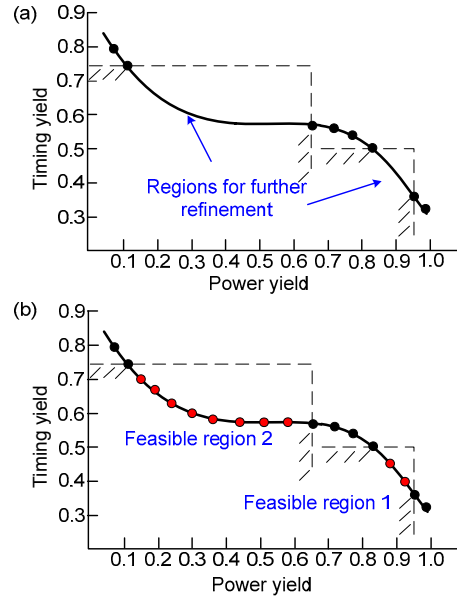 (a)
0.9
0.8
0.7
0.6
0.5
0.4
0.3
Timing yield
Regions for further
refinement
0.1 0.2 0.3 0.4 0.5 0.6 0.7 0.8 0.9 1.0
Power yield
(b)
0.9
0.8
0.7
0.6
0.5
0.4
0.3
Timing yield
Feasible region 2
Feasible region 1
0.1 0.2 0.3 0.4 0.5 0.6 0.7 0.8 0.9 1.0
Power yield